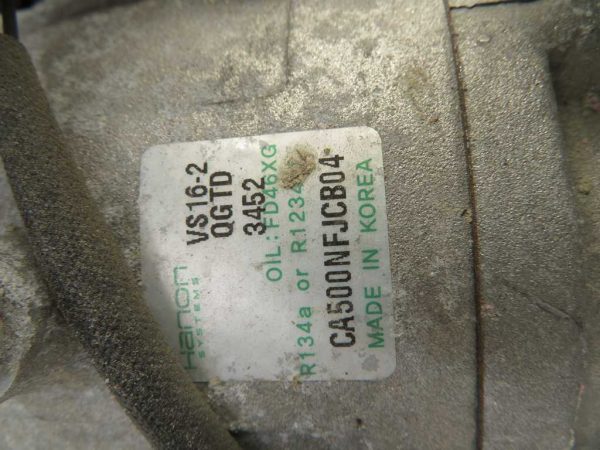 Hanon
SYSTEMS
VS16-2
QGTD
3452
OIL: FD46XG
R134a or R1234
CA500NFJCB04
MADE IN KOREA